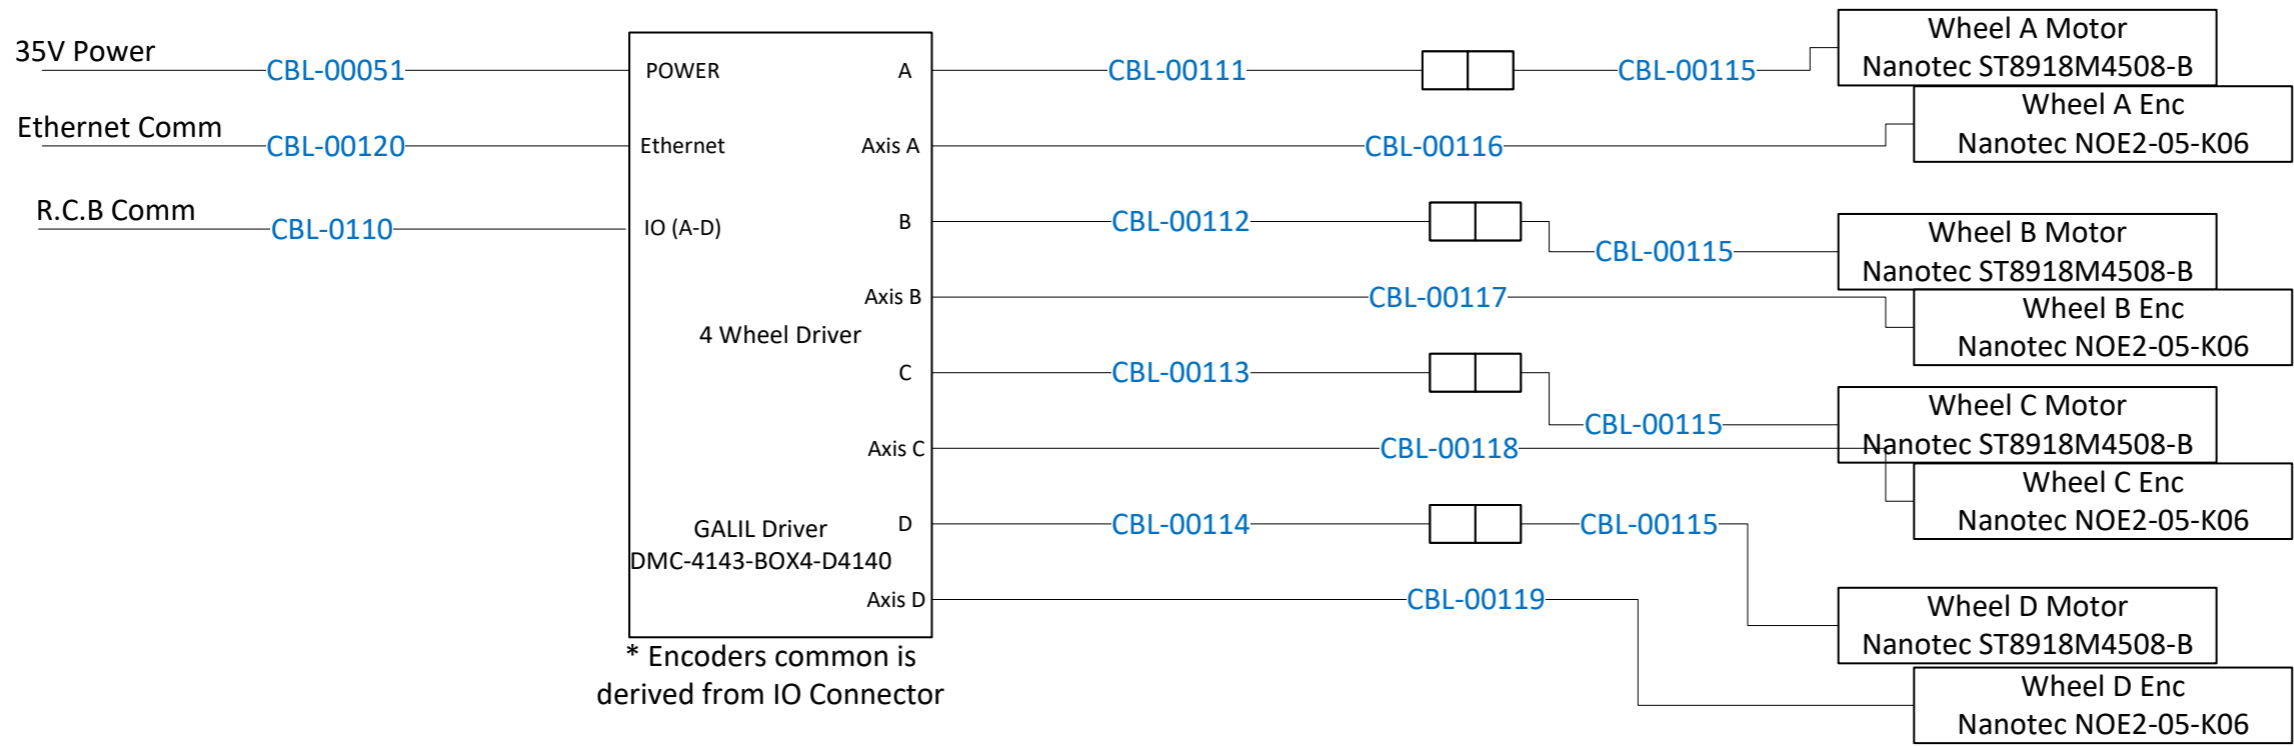 35V Power
CBL-00051
Ethernet Comm
CBL-00120
R.C.B Comm
CBL-0110
POWER
Ethernet
IO (A-D)
4 Wheel Driver
GALIL Driver
DMC-4143-BOX4-D4140
* Encoders common is
derived from IO Connector
A
CBL-00111
CBL-00115
Wheel A Motor
Nanotec ST8918M4508-B
Axis A
CBL-00116
Wheel A Enc
Nanotec NOE2-05-K06
B
CBL-00112
CBL-00115
Wheel B Motor
Nanotec ST8918M4508-B
Axis B
CBL-00117
Wheel B Enc
Nanotec NOE2-05-K06
C
CBL-00113
CBL-00115
Wheel C Motor
Nanotec ST8918M4508-B
Axis C
CBL-00118
Wheel C Enc
Nanotec NOE2-05-K06
D
CBL-00114
CBL-00115
Wheel D Motor
Nanotec ST8918M4508-B
Axis D
CBL-00119
Wheel D Enc
Nanotec NOE2-05-K06